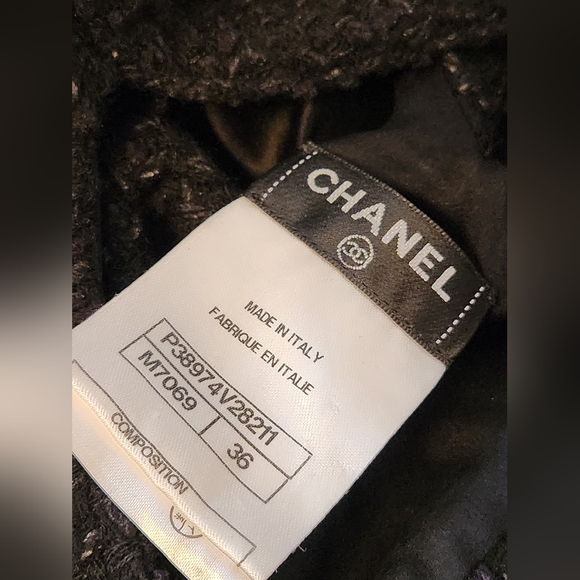 CHANEL
MADE IN ITALY
FABRIQUE EN ITALIE
P38974V28211
M7069 36
COMPOSITION